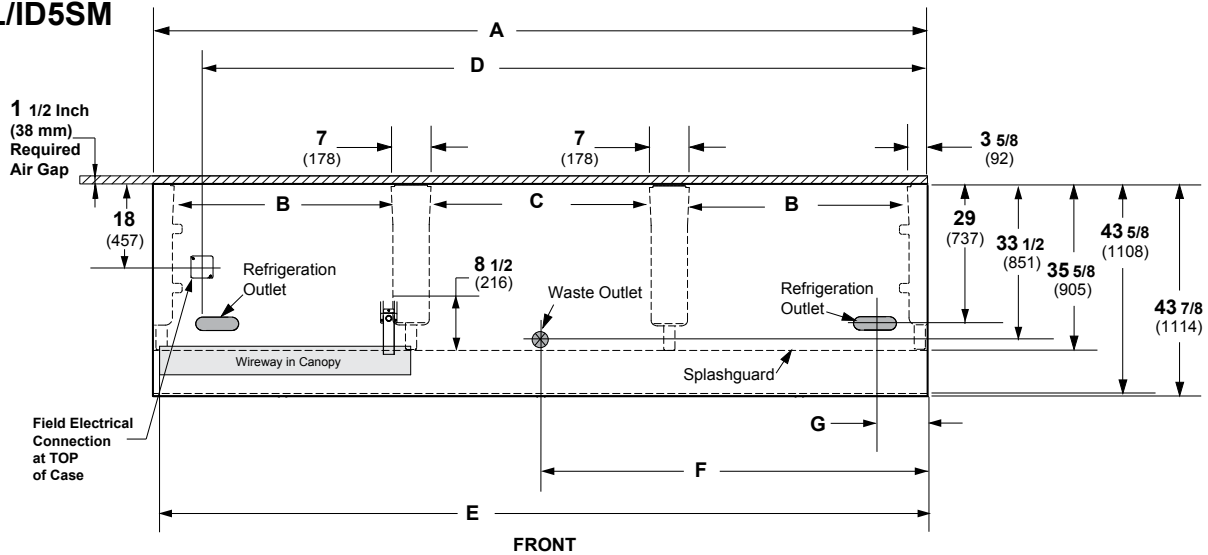 L/ID5SM
A
D
1 1/2 Inch
(38 mm)
Required
Air Gap
7
(178)
7
(178)
3 5/8
(92)
B
C
B
18
(457)
29
(737)
33 1/2
(851)
35 5/8
(905)
43 5/8
(1108)
43 7/8
(1114)
8 1/2
(216)
Refrigeration
Outlet
Waste Outlet
Refrigeration
Outlet
Wireway in Canopy
Splashguard
Field Electrical
Connection
at TOP
of Case
G
F
E
FRONT